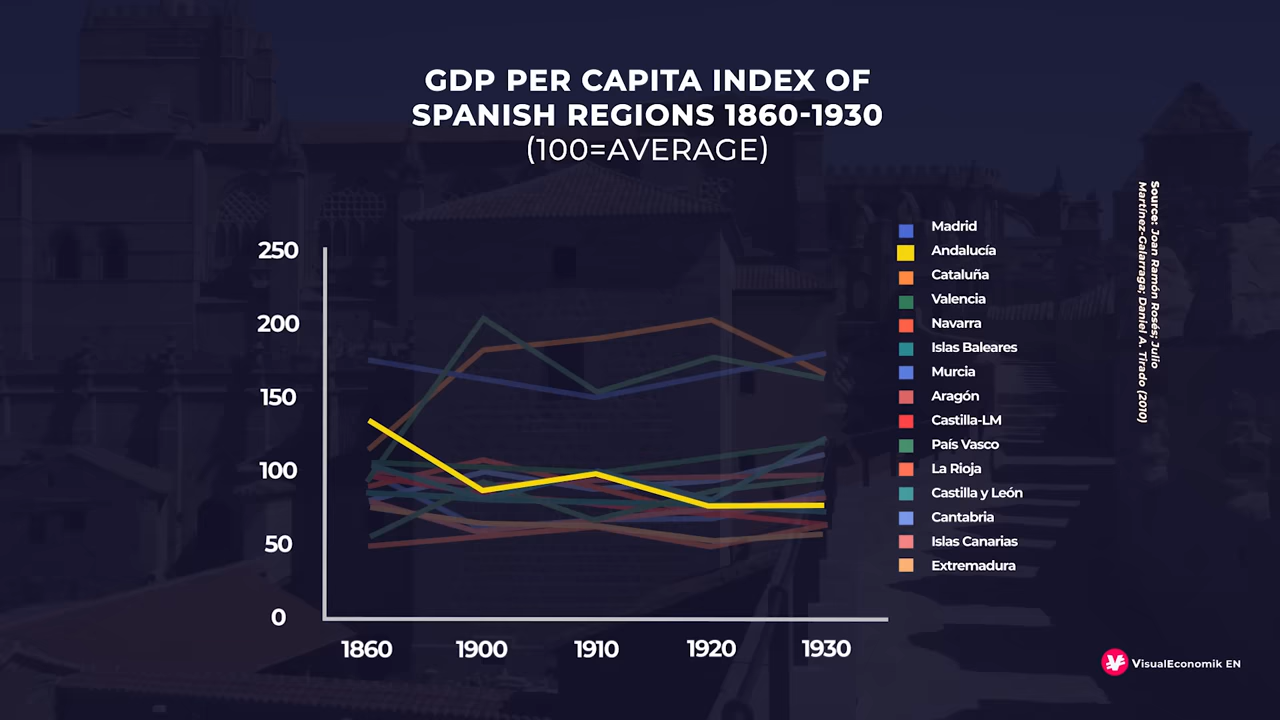 GDP PER CAPITA INDEX OF
SPANISH REGIONS 1860-1930
(100=AVERAGE)
250
200
150
100
50
0
1860
1900
1910
1920
1930
Madrid
Andalucía
Cataluña
Valencia
Navarra
Islas Baleares
Murcia
Aragón
Castilla-LM
País Vasco
La Rioja
Castilla y León
Cantabria
Islas Canarias
Extremadura
Source: Joan Ramón Rosés; Julio
Martínez-Galarraga; Daniel A. Tirado (2010)
VisualEconomik EN